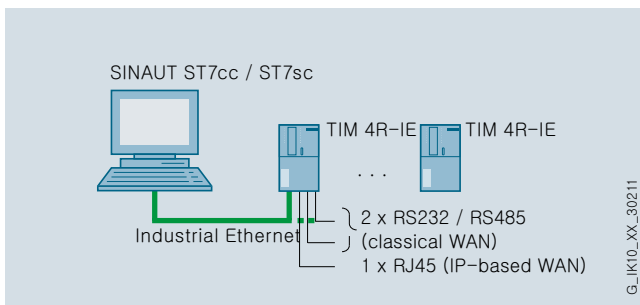 SINAUT ST7cc / ST7sc
TIM 4R-IE
TIM 4R-IE
. . .
2 x RS232 / RS485
Industrial Ethernet
(classical WAN)
1 x RJ45 (IP-based WAN)
G_IK10_XX_30211